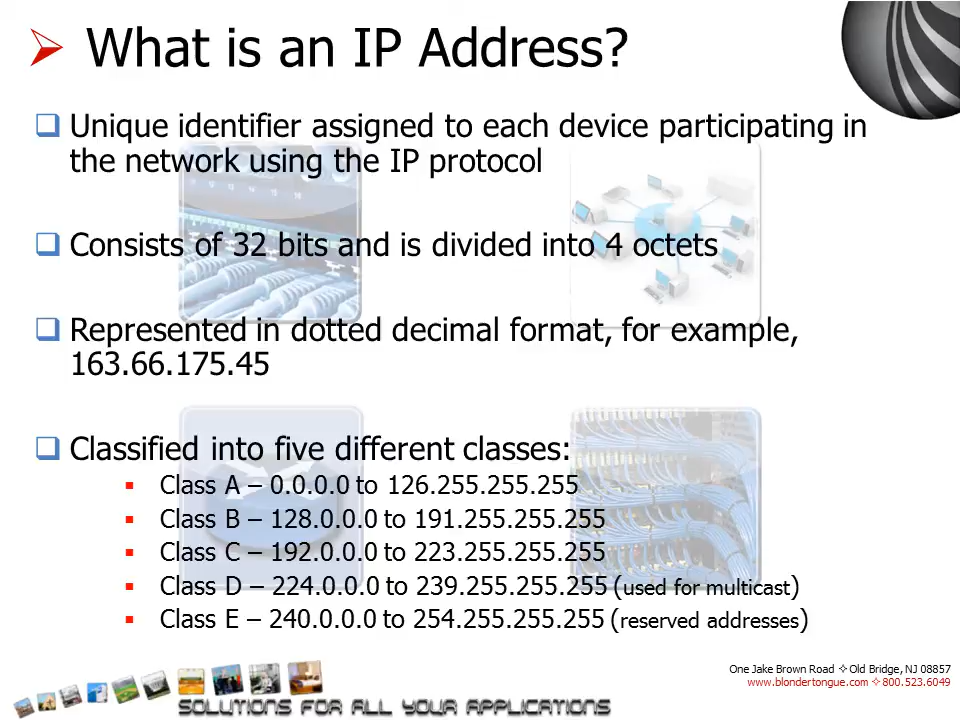 What is an IP Address?
Unique identifier assigned to each device participating in
the network using the IP protocol
Consists of 32 bits and is divided into 4 octets
Represented in dotted decimal format, for example,
163.66.175.45
Classified into five different classes:
Class A – 0.0.0.0 to 126.255.255.255
Class B – 128.0.0.0 to 191.255.255.255
Class C – 192.0.0.0 to 223.255.255.255
Class D – 224.0.0.0 to 239.255.255.255 (used for multicast)
Class E – 240.0.0.0 to 254.255.255.255 (reserved addresses)
One Jake Brown Road ✧ Old Bridge, NJ 08857
www.blondertongue.com ✧ 800.523.6049
SOLUTIONS FOR ALL YOUR APPLICATIONS